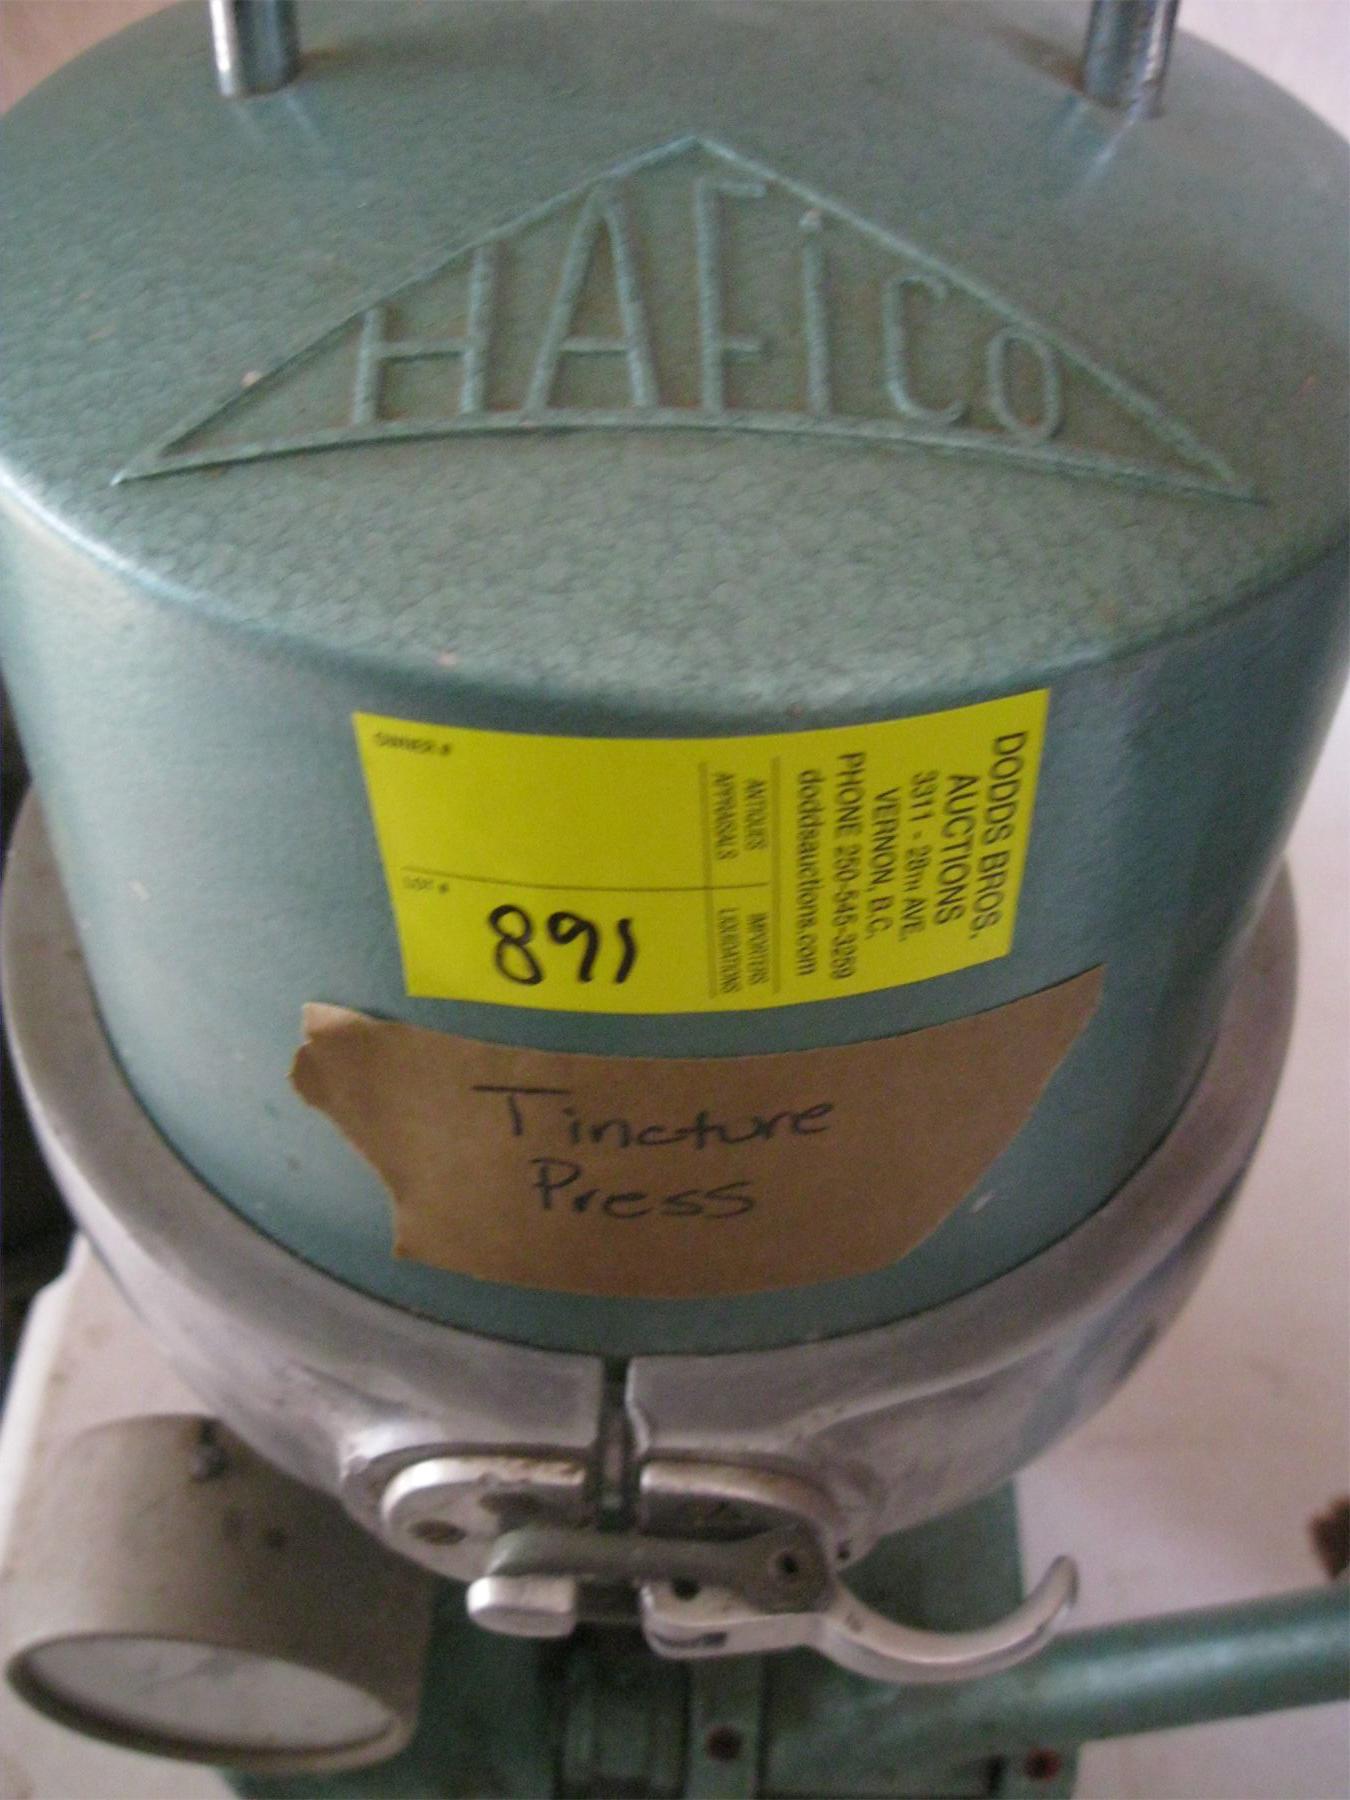 HAFiCO
OWNER #
LOT #
891
ANTIQUES
APPRAISALS
IMPORTERS
LIQUIDATIONS
DODDS BROS.
AUCTIONS
3311 - 28TH AVE.
VERNON, B.C.
PHONE 250-545-3259
doddsauctions.com
Tincture
Press